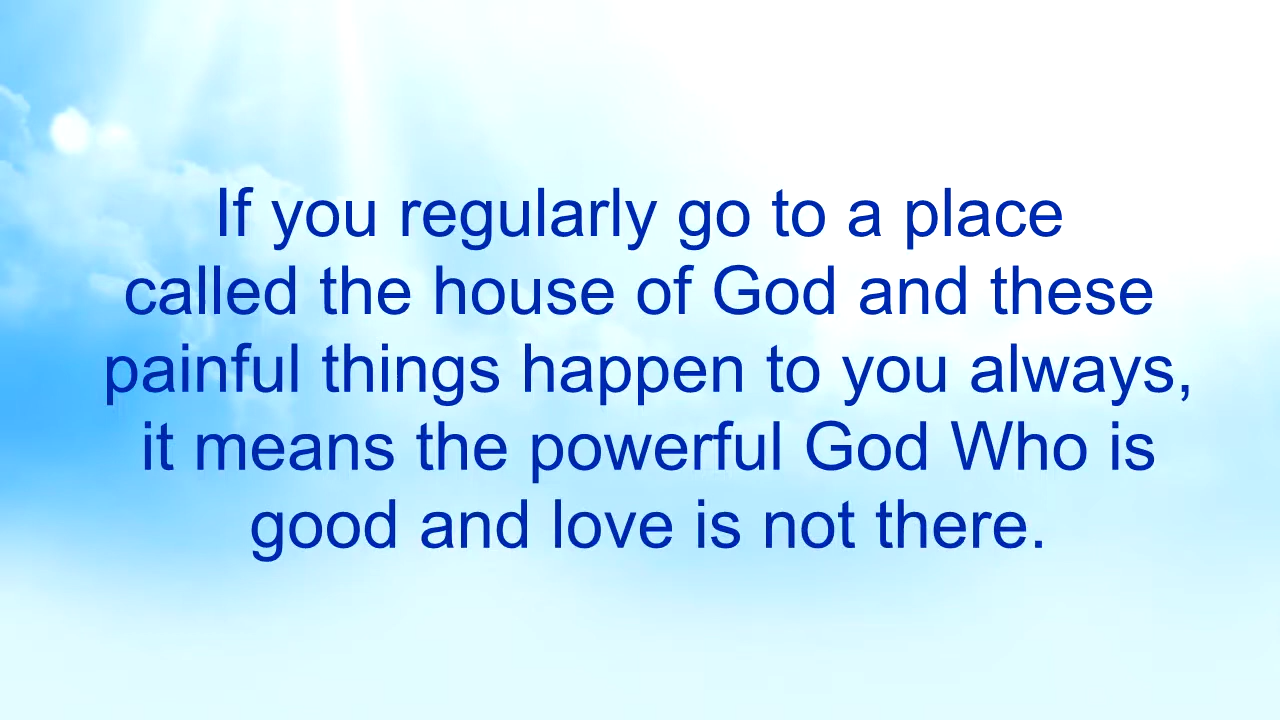 If you regularly go to a place
called the house of God and these
painful things happen to you always,
it means the powerful God Who is
good and love is not there.